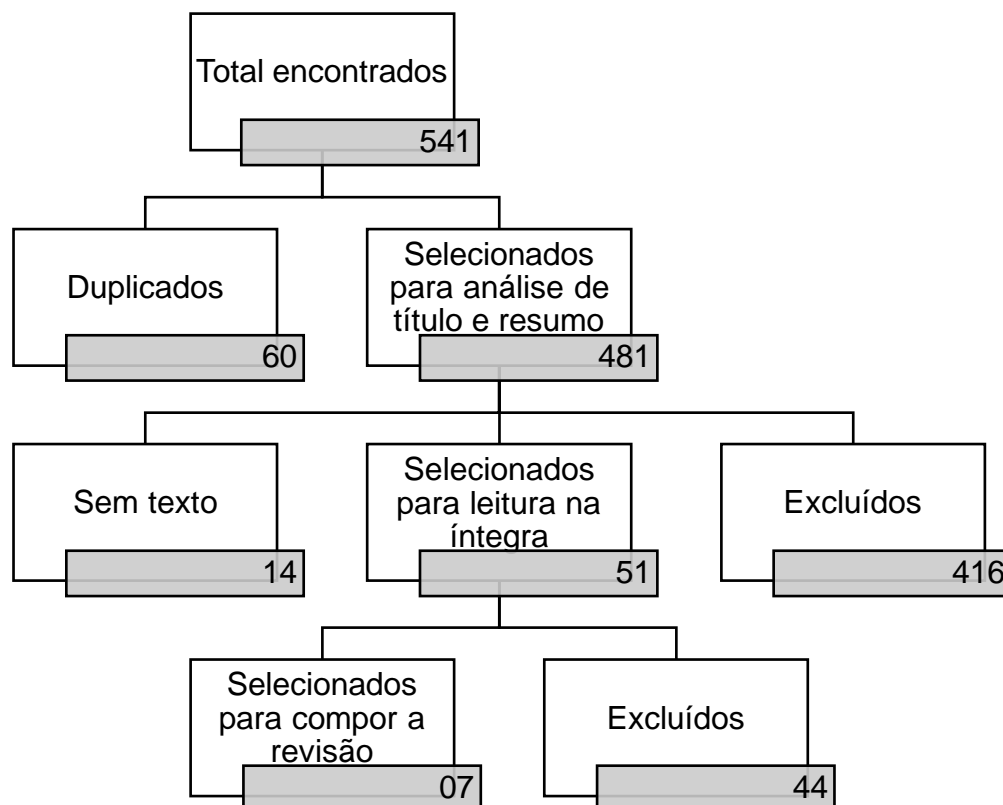 Total encontrados
541
Duplicados
60
Selecionados
para análise de
título e resumo
481
Sem texto
14
Selecionados
para leitura na
íntegra
51
Excluídos
416
Selecionados
para compor a
revisão
07
Excluídos
44